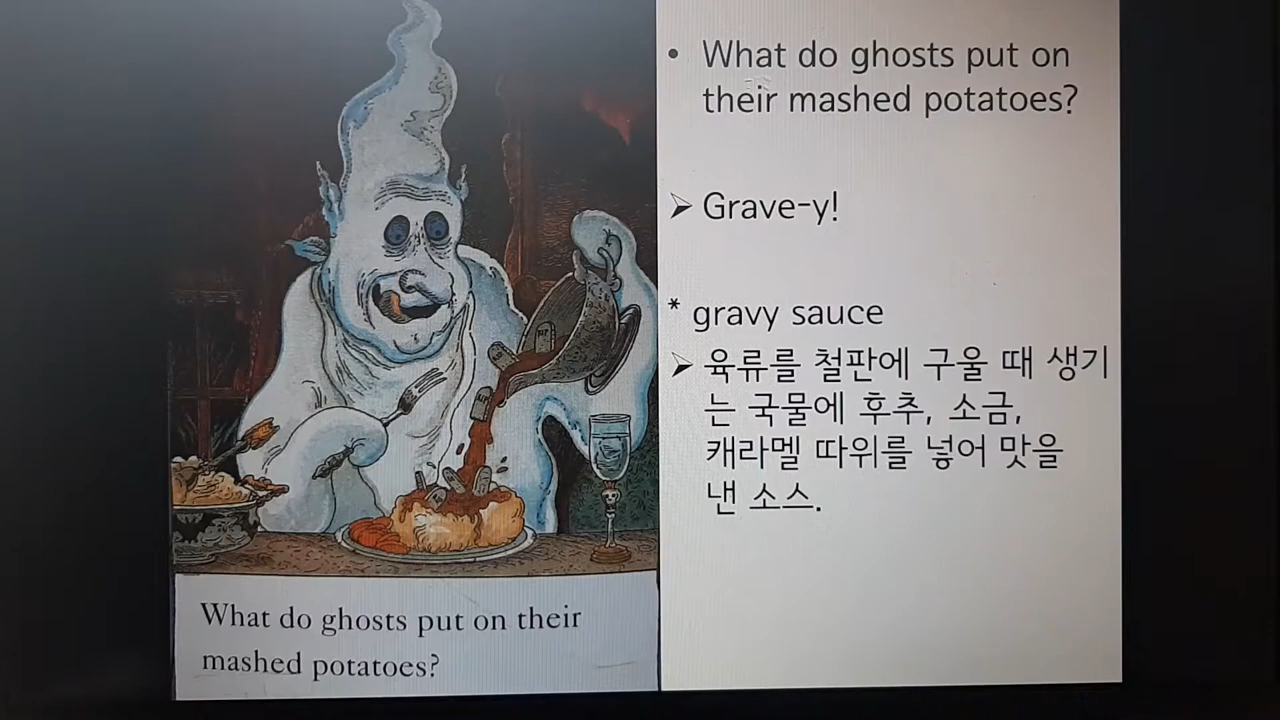 What do ghosts put on their
mashed potatoes?
• What do ghosts put on
their mashed potatoes?
➢ Grave-y!
* gravy sauce
➢ 육류를 철판에 구울 때 생기
는 국물에 후추, 소금,
캐라멜 따위를 넣어 맛을
낸 소스.